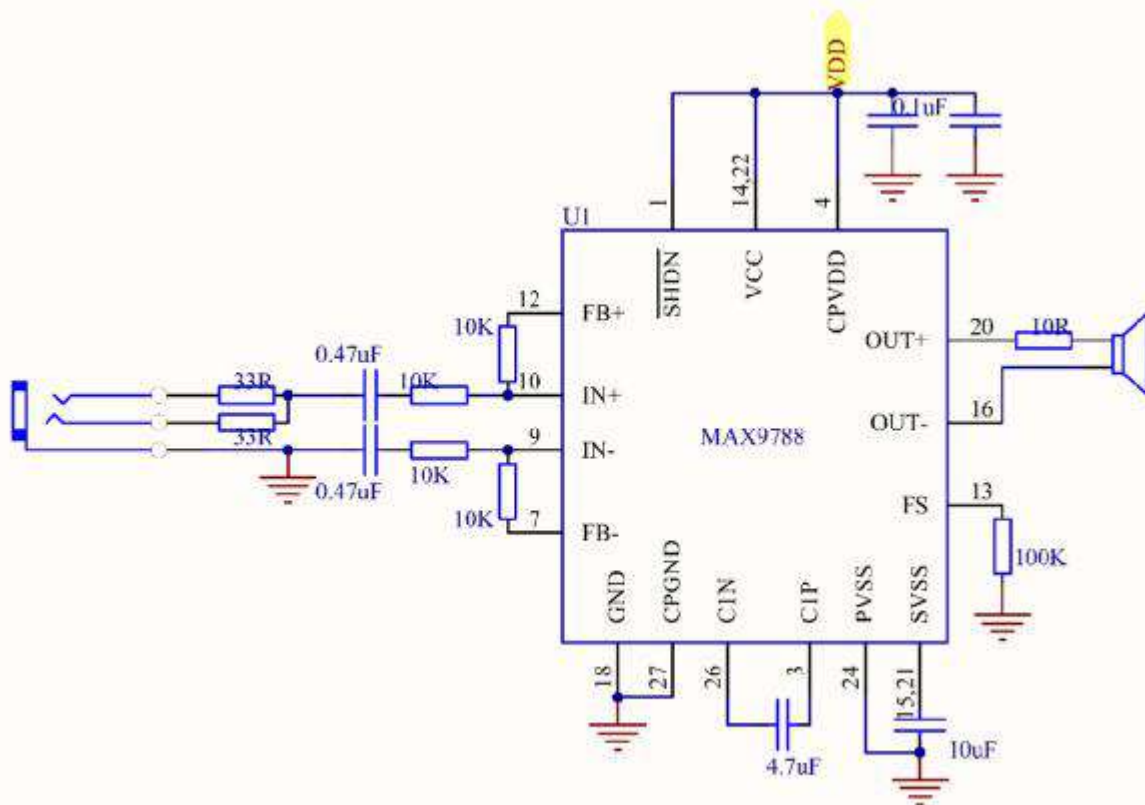 VDD
0.1uF
1
14,22
4
U1
SHDN
VCC
CPVDD
12
FB+
10K
0.47uF
33R
10K
10
IN+
OUT+
20
10R
33R
9
IN-
MAX9788
OUT-
16
0.47uF
10K
10K
7
FB-
FS
13
100K
GND
CPGND
C1N
C1P
PVSS
SVSS
18
27
26
3
24
15,21
4.7uF
10uF